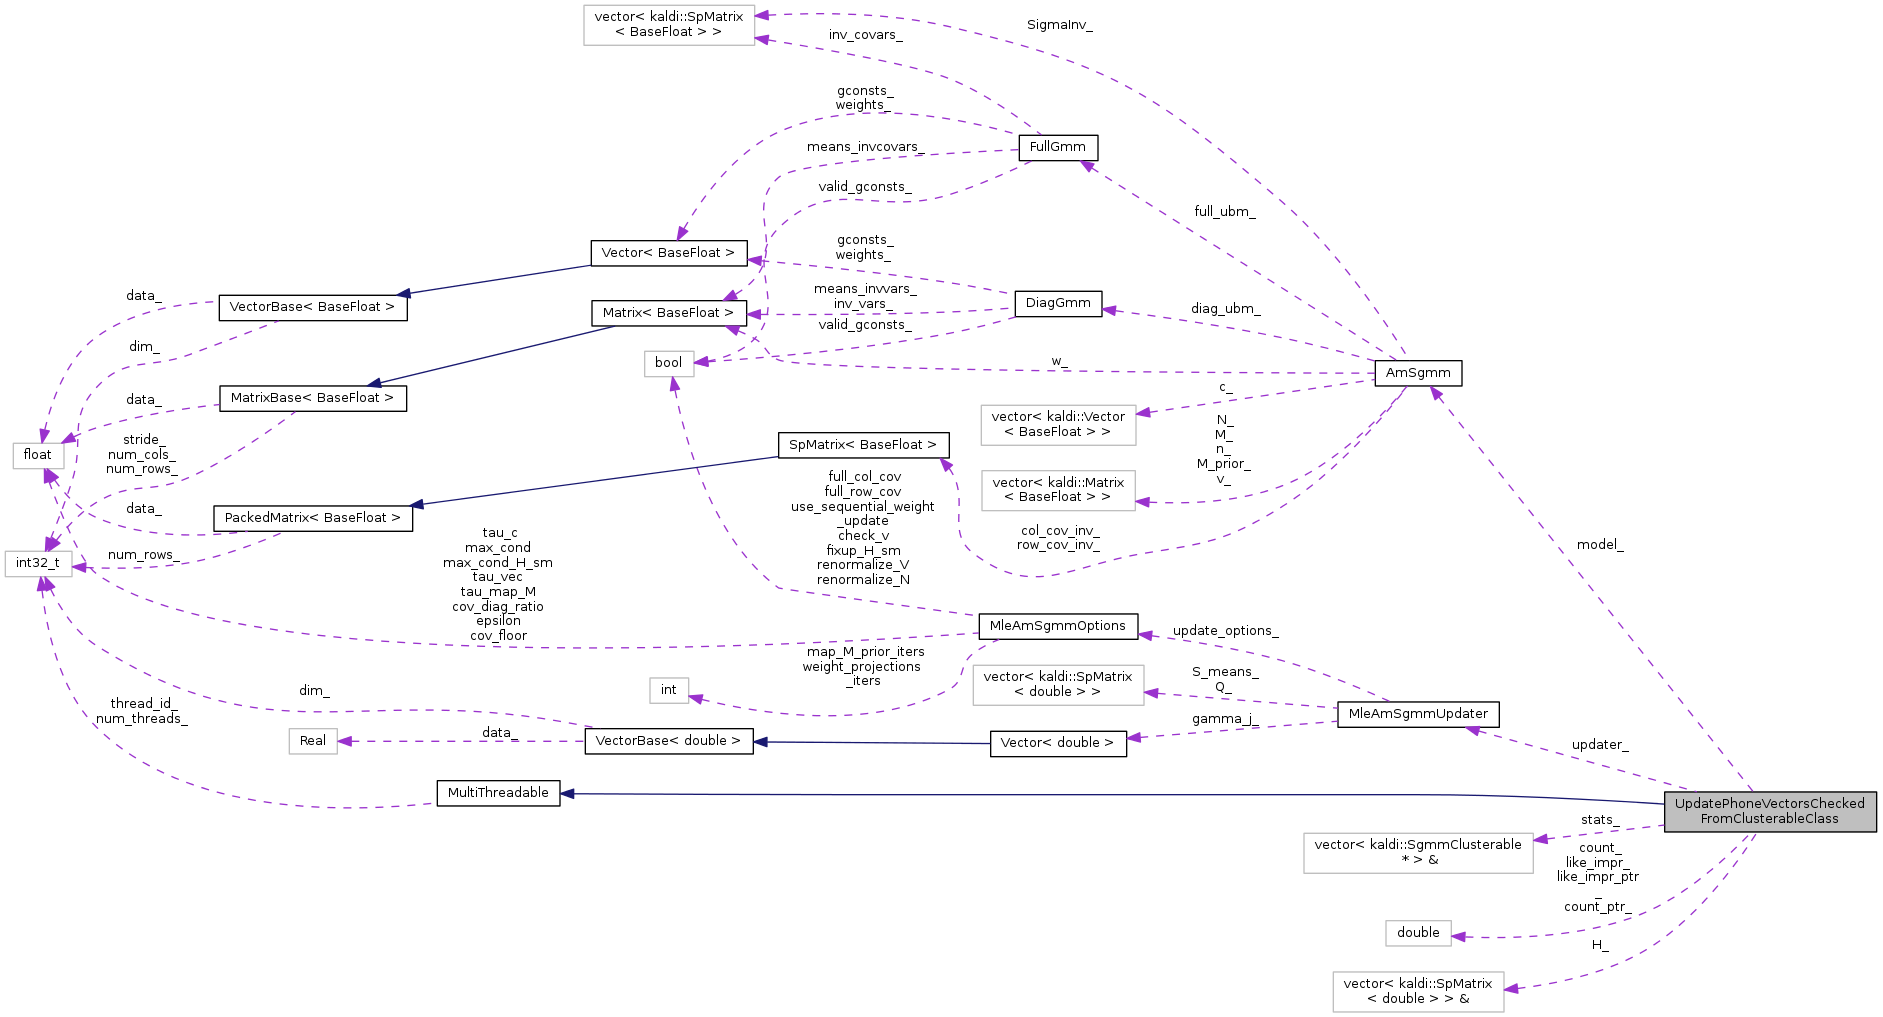 vector< kaldi::SpMatrix
< BaseFloat > >
SigmaInv_
inv_covars_
gconsts_
weights_
means_invcovars_
FullGmm
valid_gconsts_
full_ubm_
Vector< BaseFloat >
gconsts_
weights_
data_
VectorBase< BaseFloat >
means_invvars_
inv_vars_
DiagGmm
diag_ubm_
Matrix< BaseFloat >
valid_gconsts_
dim_
bool
w_
AmSgmm
data_
MatrixBase< BaseFloat >
c_
vector< kaldi::Vector
< BaseFloat > >
N_
M_
n_
M_prior_
v_
stride_
num_cols_
num_rows_
float
SpMatrix< BaseFloat >
vector< kaldi::Matrix
< BaseFloat > >
full_col_cov
full_row_cov
use_sequential_weight
_update
check_v
fixup_H_sm
renormalize_V
renormalize_N
data_
PackedMatrix< BaseFloat >
col_cov_inv_
row_cov_inv_
model_
num_rows_
int32_t
tau_c
max_cond
max_cond_H_sm
tau_vec
tau_map_M
cov_diag_ratio
epsilon
cov_floor
MleAmSgmmOptions
update_options_
map_M_prior_iters
weight_projections
_iters
int
vector< kaldi::SpMatrix
< double > >
S_means_
Q_
dim_
thread_id_
num_threads_
gamma_j_
MleAmSgmmUpdater
Real
data_
VectorBase< double >
Vector< double >
updater_
MultiThreadable
UpdatePhoneVectorsChecked
FromClusterableClass
stats_
vector< kaldi::SgmmClusterable
* > &
count_
like_impr_
like_impr_ptr
_
count_ptr_
double
H_
vector< kaldi::SpMatrix
< double > > &